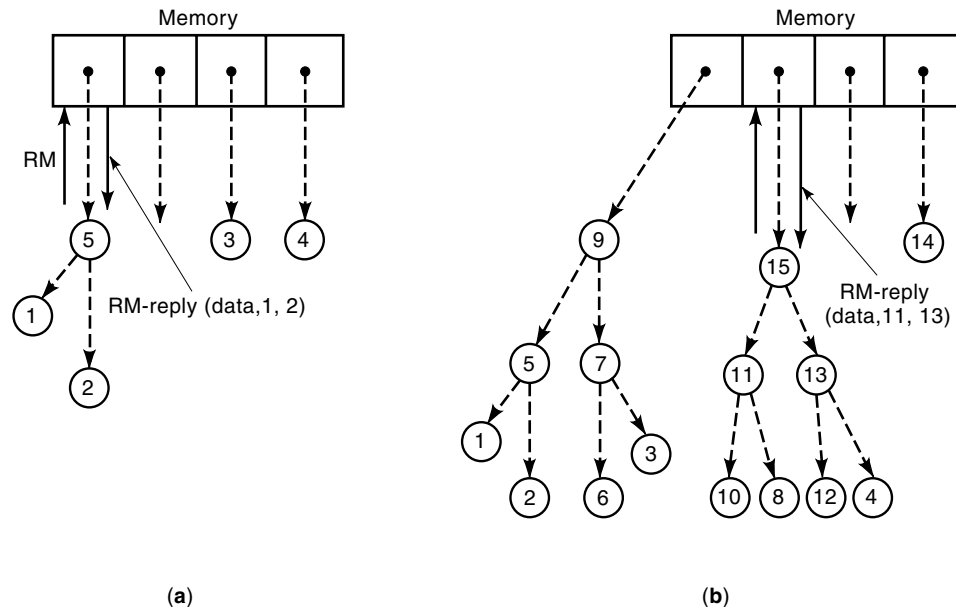 Memory
RM
5
3
4
1
RM-reply (data,1, 2)
2
(a)
Memory
9
14
15
RM-reply
(data,11, 13)
5
7
11
13
1
3
2
6
10
8
12
4
(b)